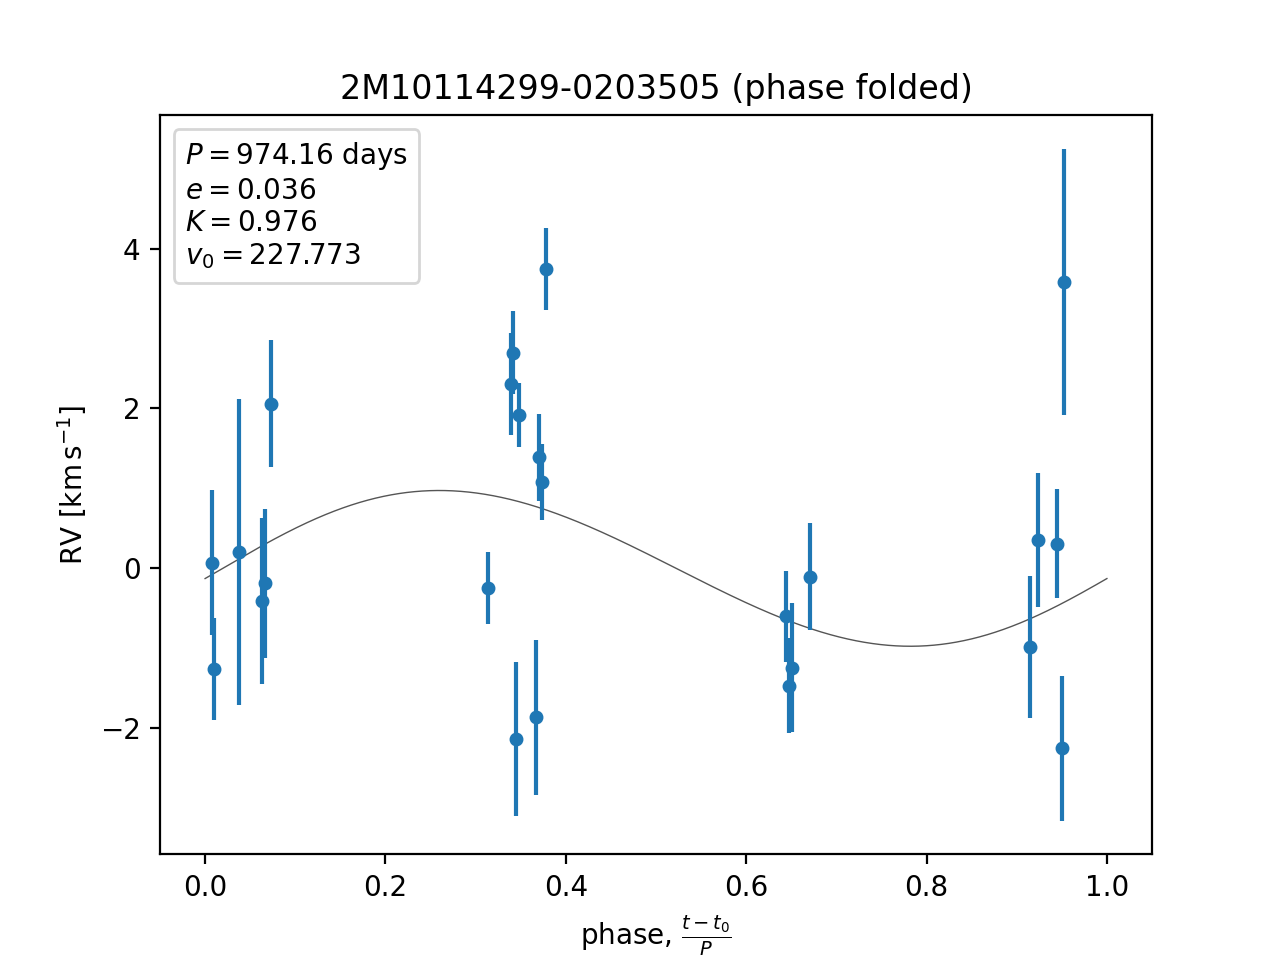 2M10114299-0203505 (phase folded)
P = 974.16 days
e = 0.036
K = 0.976
v₀ = 227.773
4
2
0
−2
RV [km s⁻¹]
0.0 0.2 0.4 0.6 0.8 1.0
phase, (t − t₀)/P